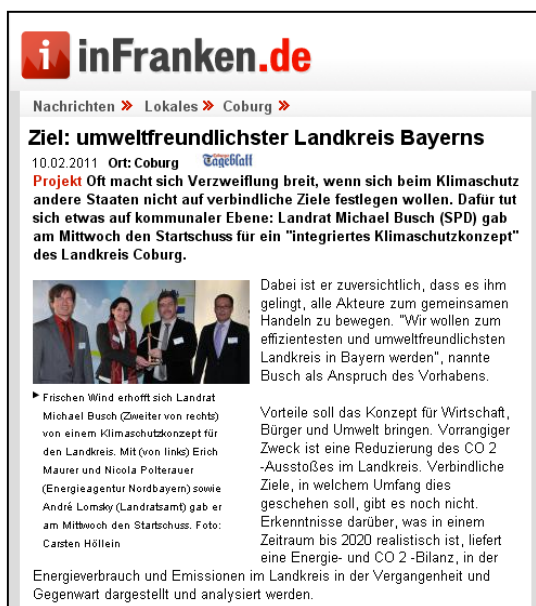 inFranken.de
Nachrichten » Lokales » Coburg »
Ziel: umweltfreundlichster Landkreis Bayerns
10.02.2011 Ort: Coburg Tageblatt
Projekt Oft macht sich Verzweiflung breit, wenn sich beim Klimaschutz
andere Staaten nicht auf verbindliche Ziele festlegen wollen. Dafür tut
sich etwas auf kommunaler Ebene: Landrat Michael Busch (SPD) gab
am Mittwoch den Startschuss für ein "integriertes Klimaschutzkonzept"
des Landkreis Coburg.
Frischen Wind erhofft sich Landrat
Michael Busch (Zweiter von rechts)
von einem Klimaschutzkonzept für
den Landkreis. Mit (von links) Erich
Maurer und Nicola Polterauer
(Energieagentur Nordbayern) sowie
André Lomsky (Landratsamt) gab er
am Mittwoch den Startschuss. Foto:
Carsten Höllein
Dabei ist er zuversichtlich, dass es ihm
gelingt, alle Akteure zum gemeinsamen
Handeln zu bewegen. "Wir wollen zum
effizientesten und umweltfreundlichsten
Landkreis in Bayern werden", nannte
Busch als Anspruch des Vorhabens.
Vorteile soll das Konzept für Wirtschaft,
Bürger und Umwelt bringen. Vorrangiger
Zweck ist eine Reduzierung des CO 2
-Ausstoßes im Landkreis. Verbindliche
Ziele, in welchem Umfang dies
geschehen soll, gibt es noch nicht.
Erkenntnisse darüber, was in einem
Zeitraum bis 2020 realistisch ist, liefert
eine Energie- und CO 2 -Bilanz, in der
Energieverbrauch und Emissionen im Landkreis in der Vergangenheit und
Gegenwart dargestellt und analysiert werden.